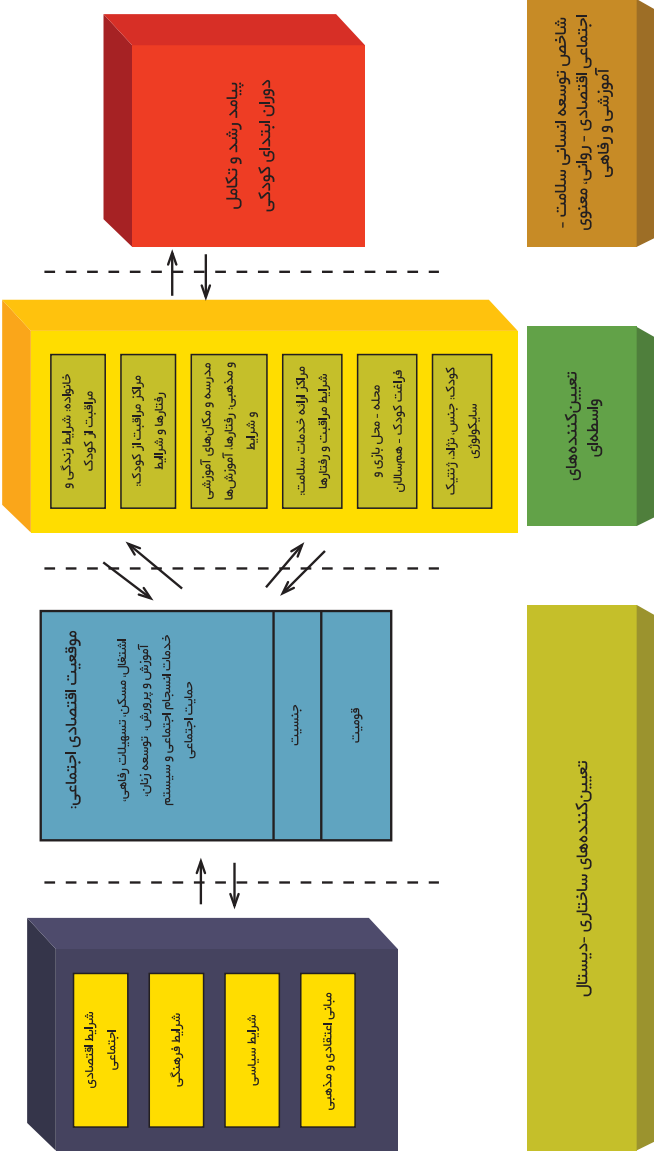 پیامد رشد و تکامل
دوران ابتدای کودکی
شاخص توسعه انسانی سلامت -
اجتماعی اقتصادی - روانی، معنوی
آموزشی و رفاهی
خانواده: شرایط زندگی و
مراقبت از کودک
مراکز مراقبت از کودک:
رفتارها و شرایط
مدرسه و مکان‌های آموزشی
و مذهبی: رفتارها، آموزش‌ها
و شرایط
مراکز ارائه خدمات سلامت:
شرایط مراقبت و رفتارها
محله - محل بازی و
فراغت کودک - هم‌سالان
کودک: جنس، نژاد، ژنتیک
سایکولوژی
تعیین‌کننده‌های
واسطه‌ای
موقعیت اقتصادی اجتماعی:
اشتغال، مسکن، تسهیلات رفاهی،
آموزش و پرورش، توسعه زنان،
خدمات انسجام اجتماعی و سیستم
حمایت اجتماعی
جنسیت
قومیت
تعیین‌کننده‌های ساختاری -دیستال
شرایط اقتصادی
اجتماعی
شرایط فرهنگی
شرایط سیاسی
مبانی اعتقادی و مذهبی